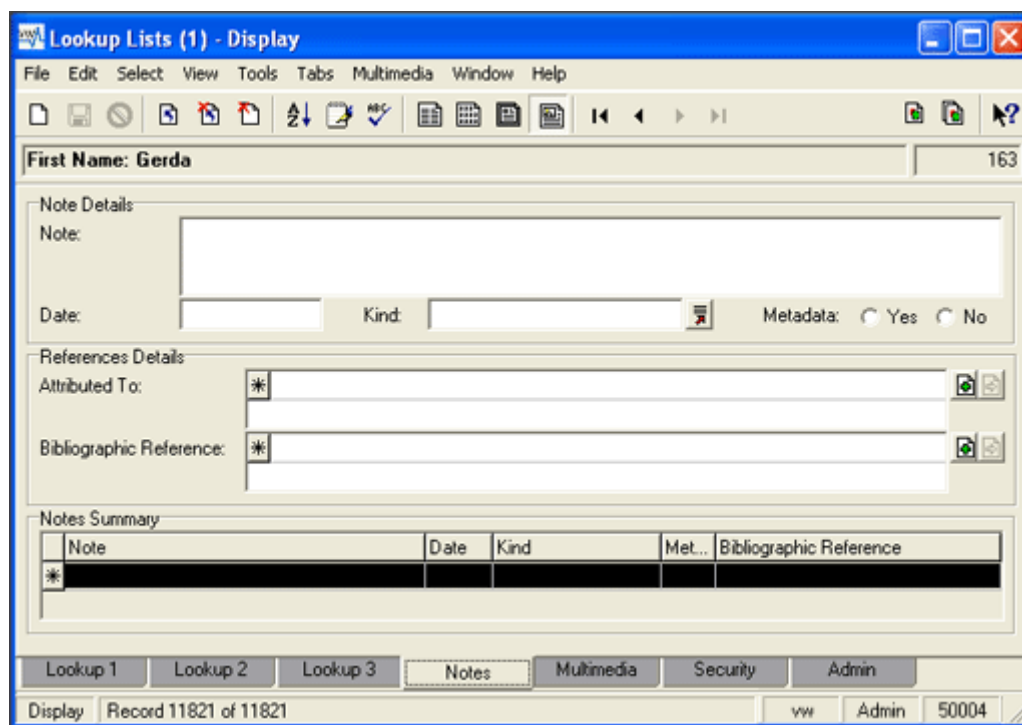 Lookup Lists (1) - Display
File Edit Select View Tools Tabs Multimedia Window Help
First Name: Gerda 163
Note Details
Note:
Date: Kind: Metadata: Yes No
References Details
Attributed To:
Bibliographic Reference:
Notes Summary
Note Date Kind Met... Bibliographic Reference
Lookup 1 Lookup 2 Lookup 3 Notes Multimedia Security Admin
Display Record 11821 of 11821 vw Admin 50004